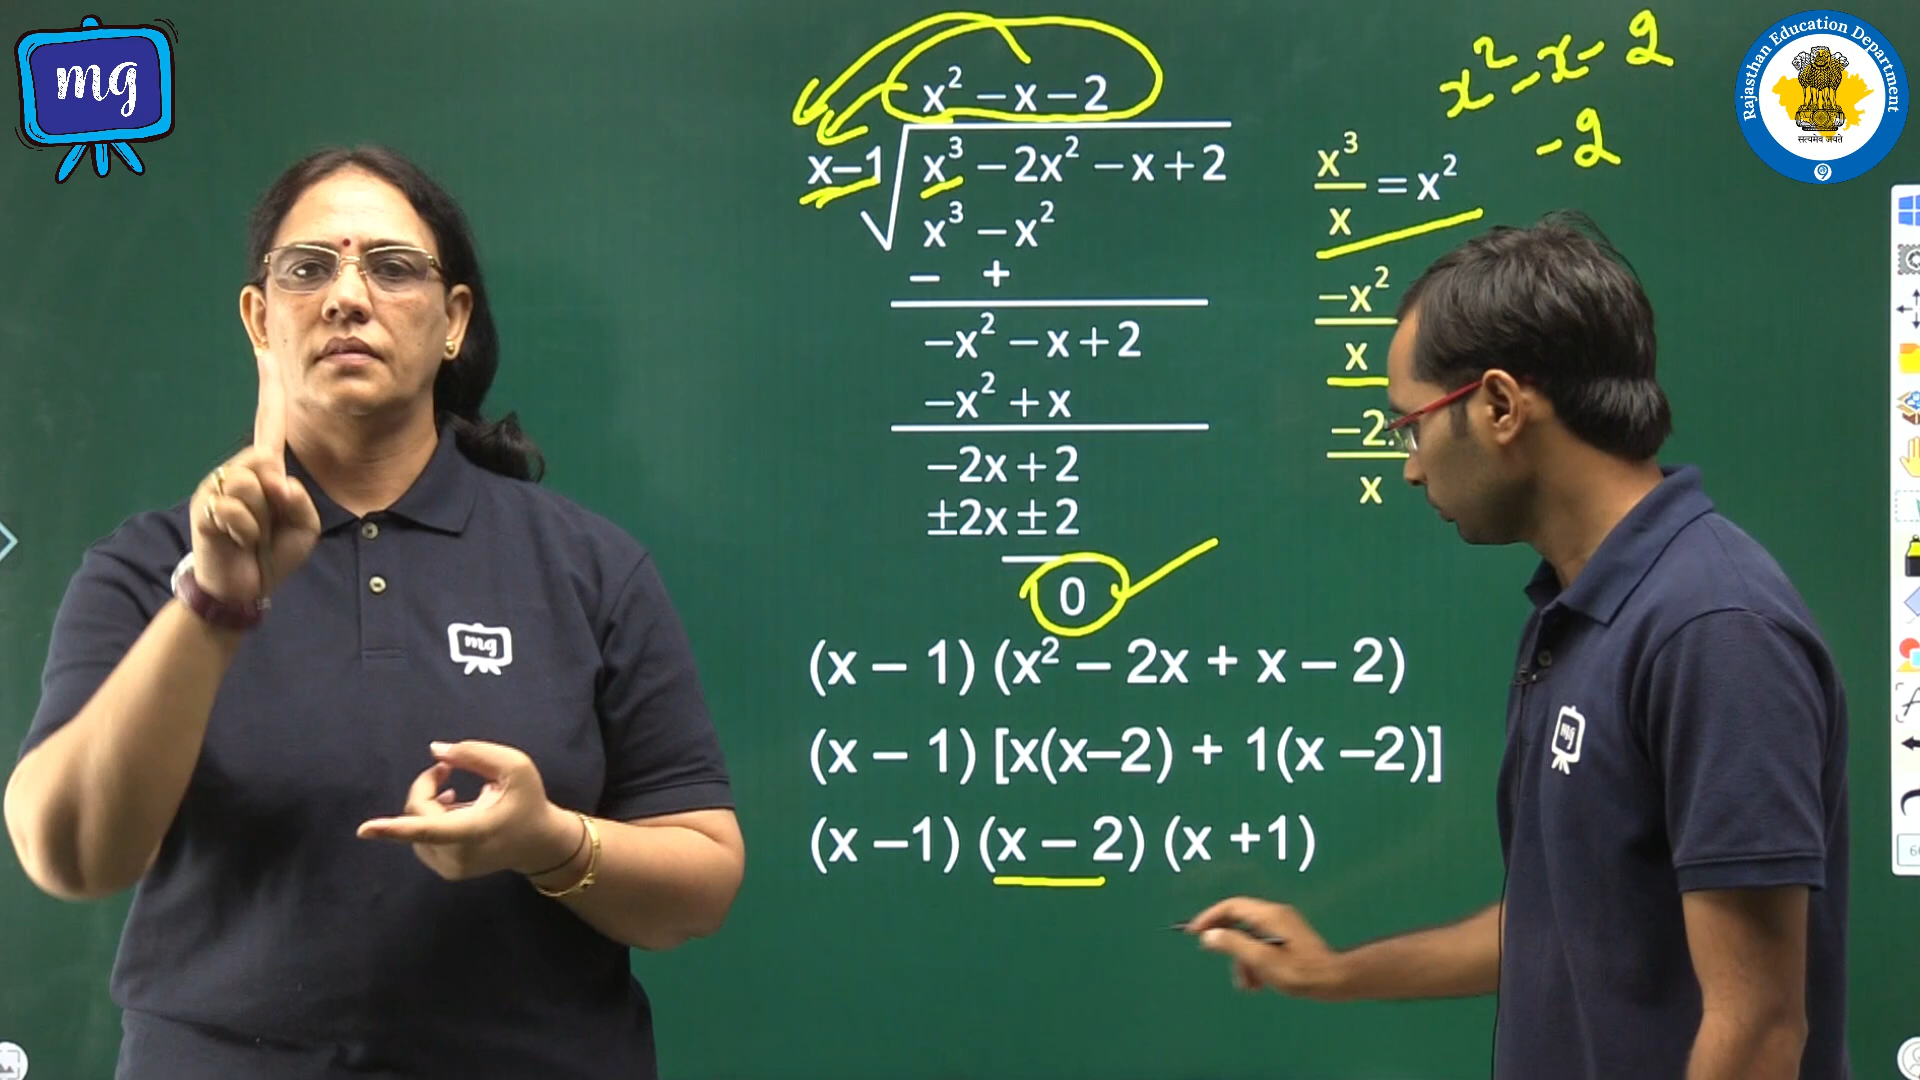 mg
x² − x − 2
x−1 √ x³ − 2x² − x + 2
x³ − x²
− +
−x² − x + 2
−x² + x
−2x + 2
±2x ± 2
0
(x – 1) (x² – 2x + x – 2)
(x – 1) [x(x–2) + 1(x –2)]
(x –1) (x – 2) (x +1)
x³/x = x²
−x²/x
−2
x
x² - x - 2
-2
Rajasthan Education Department
सत्यमेव जयते
mg
mg